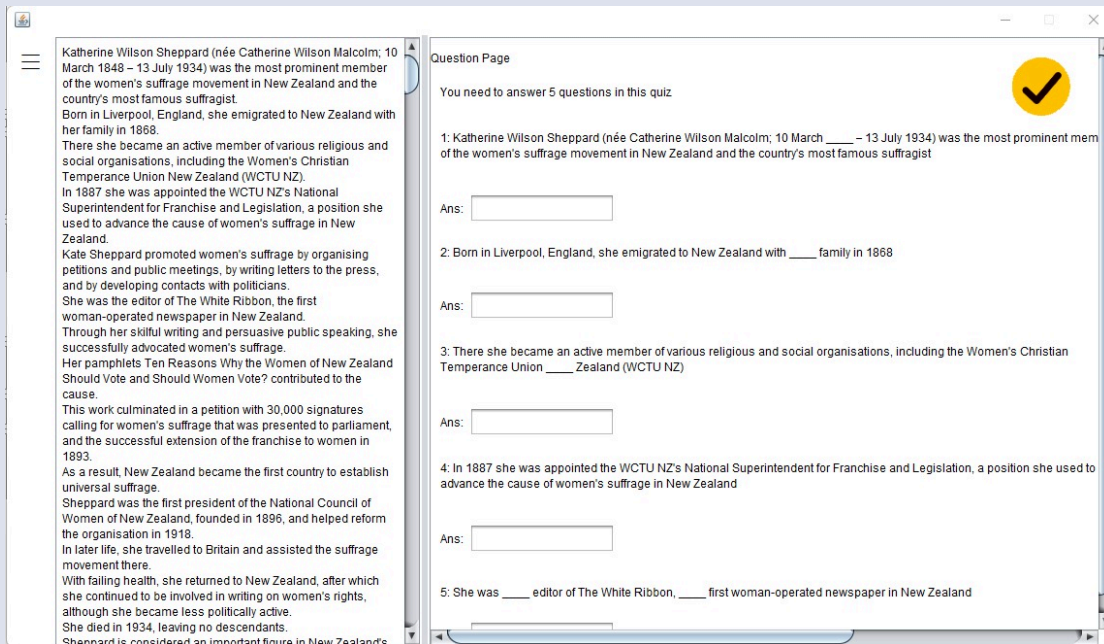 Katherine Wilson Sheppard (née Catherine Wilson Malcolm; 10
March 1848 – 13 July 1934) was the most prominent member
of the women's suffrage movement in New Zealand and the
country's most famous suffragist.
Born in Liverpool, England, she emigrated to New Zealand with
her family in 1868.
There she became an active member of various religious and
social organisations, including the Women's Christian
Temperance Union New Zealand (WCTU NZ).
In 1887 she was appointed the WCTU NZ's National
Superintendent for Franchise and Legislation, a position she
used to advance the cause of women's suffrage in New
Zealand.
Kate Sheppard promoted women's suffrage by organising
petitions and public meetings, by writing letters to the press,
and by developing contacts with politicians.
She was the editor of The White Ribbon, the first
woman-operated newspaper in New Zealand.
Through her skilful writing and persuasive public speaking, she
successfully advocated women's suffrage.
Her pamphlets Ten Reasons Why the Women of New Zealand
Should Vote and Should Women Vote? contributed to the
cause.
This work culminated in a petition with 30,000 signatures
calling for women's suffrage that was presented to parliament,
and the successful extension of the franchise to women in
1893.
As a result, New Zealand became the first country to establish
universal suffrage.
Sheppard was the first president of the National Council of
Women of New Zealand, founded in 1896, and helped reform
the organisation in 1918.
In later life, she travelled to Britain and assisted the suffrage
movement there.
With failing health, she returned to New Zealand, after which
she continued to be involved in writing on women's rights,
although she became less politically active.
She died in 1934, leaving no descendants.
Sheppard is considered an important figure in New Zealand's
Question Page
You need to answer 5 questions in this quiz
1: Katherine Wilson Sheppard (née Catherine Wilson Malcolm; 10 March ____ – 13 July 1934) was the most prominent mem
of the women's suffrage movement in New Zealand and the country's most famous suffragist
Ans:
2: Born in Liverpool, England, she emigrated to New Zealand with ____ family in 1868
Ans:
3: There she became an active member of various religious and social organisations, including the Women's Christian
Temperance Union ____ Zealand (WCTU NZ)
Ans:
4: In 1887 she was appointed the WCTU NZ's National Superintendent for Franchise and Legislation, a position she used to
advance the cause of women's suffrage in New Zealand
Ans:
5: She was ____ editor of The White Ribbon, ____ first woman-operated newspaper in New Zealand